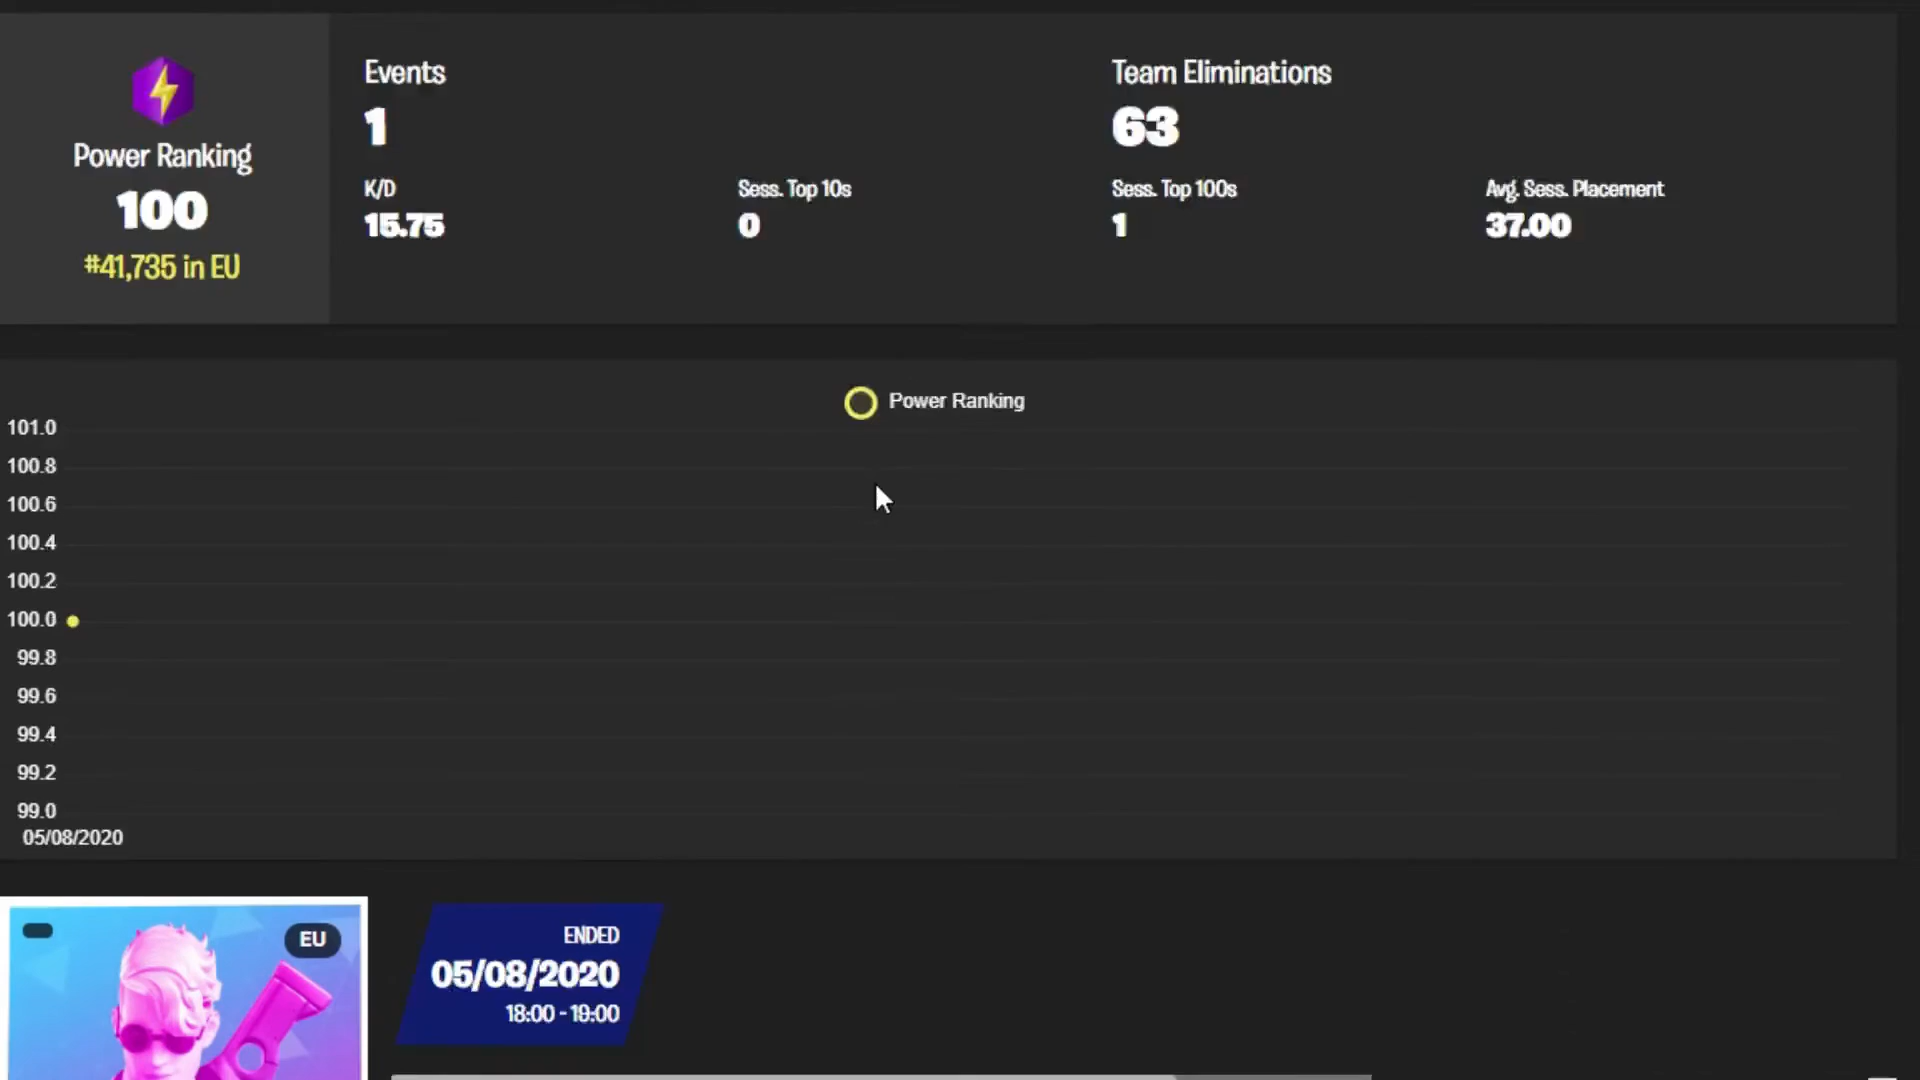 Power Ranking
100
#41,735 in EU
Events
1
Team Eliminations
63
K/D
15.75
Sess. Top 10s
0
Sess. Top 100s
1
Avg. Sess. Placement
37.00
Power Ranking
101.0
100.8
100.6
100.4
100.2
100.0
99.8
99.6
99.4
99.2
99.0
05/08/2020
EU
ENDED
05/08/2020
18:00 - 19:00